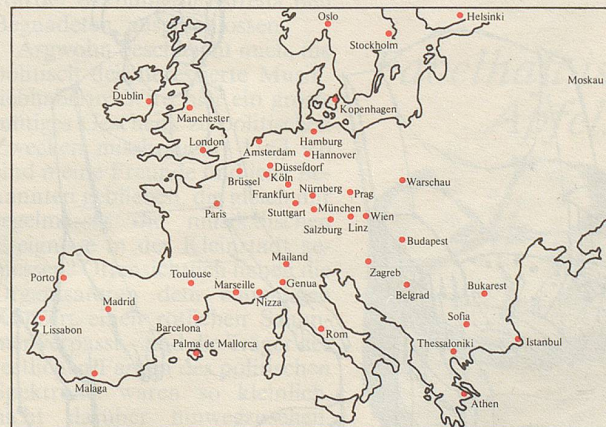 Oslo
Helsinki
Stockholm
Moskau
Dublin
Kopenhagen
Manchester
Hamburg
London
Amsterdam
Hannover
Düsseldorf
Brüssel
Köln
Warschau
Frankfurt
Nürnberg
Prag
Paris
Stuttgart
München
Wien
Salzburg
Linz
Budapest
Mailand
Zagreb
Porto
Toulouse
Marseille
Genua
Belgrad
Bukarest
Madrid
Nizza
Lissabon
Barcelona
Rom
Sofia
Palma de Mallorca
Thessaloniki
Istanbul
Malaga
Athen